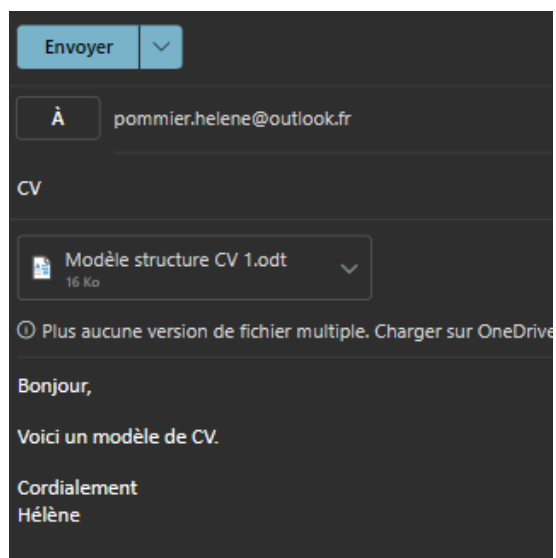 Envoyer
À pommier.helene@outlook.fr
CV
Modèle structure CV 1.odt
16 Ko
Plus aucune version de fichier multiple. Charger sur OneDrive
Bonjour,
Voici un modèle de CV.
Cordialement
Hélène